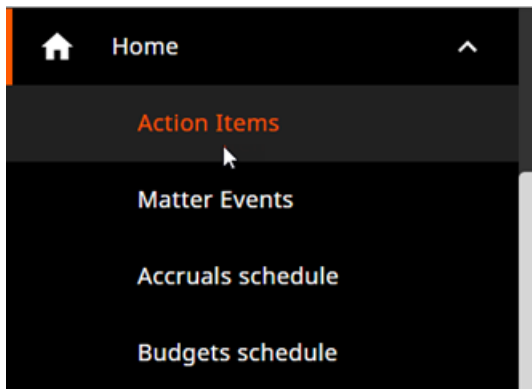 Home
Action Items
Matter Events
Accruals schedule
Budgets schedule